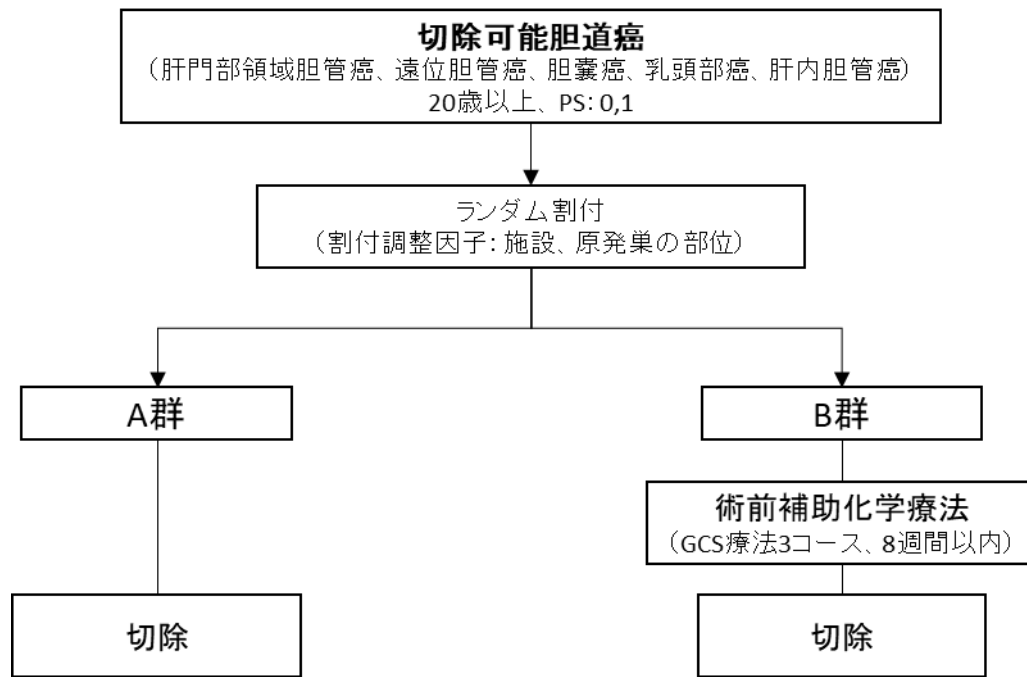 切除可能胆道癌
（肝門部領域胆管癌、遠位胆管癌、胆嚢癌、乳頭部癌、肝内胆管癌）
20歳以上、PS: 0,1
ランダム割付
（割付調整因子: 施設、原発巣の部位）
A群
B群
術前補助化学療法
（GCS療法3コース、8週間以内）
切除
切除